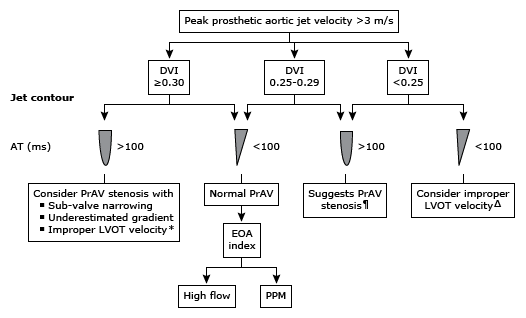 Peak prosthetic aortic jet velocity >3 m/s
DVI
≥0.30
DVI
0.25-0.29
DVI
<0.25
Jet contour
AT (ms)
>100
<100
>100
<100
Consider PrAV stenosis with
▪ Sub-valve narrowing
▪ Underestimated gradient
▪ Improper LVOT velocity*
Normal PrAV
Suggests PrAV
stenosis¶
Consider improper
LVOT velocityΔ
EOA
index
High flow
PPM